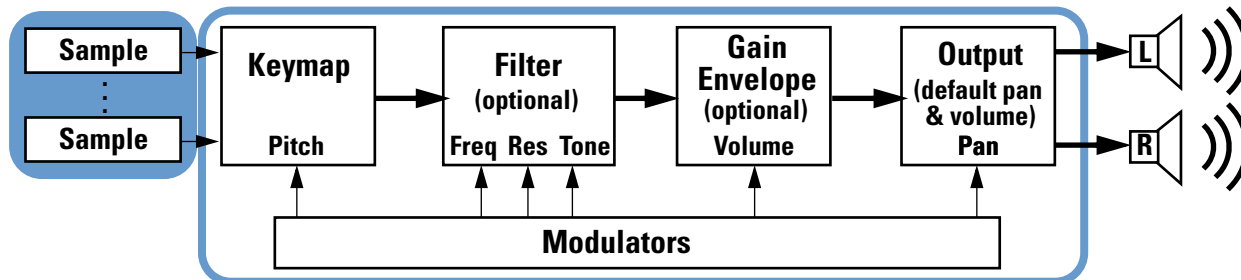 Sample
Sample
Keymap
Pitch
Filter
(optional)
Freq Res Tone
Gain
Envelope
(optional)
Volume
Output
(default pan
& volume)
Pan
L
R
Modulators